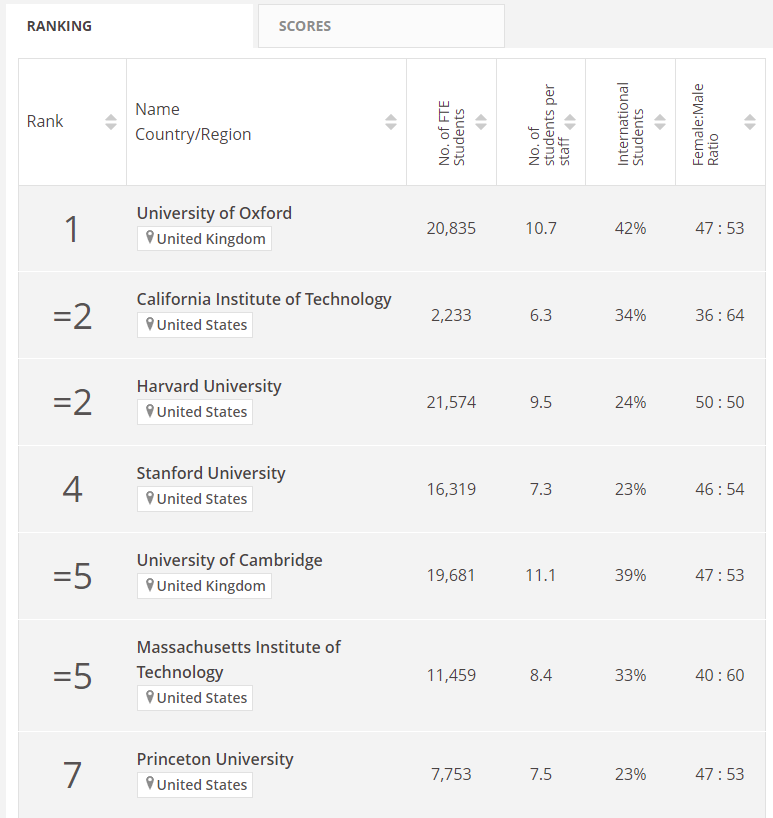 RANKING
SCORES
Rank
Name
Country/Region
No. of FTE
Students
No. of
students per
staff
International
Students
Female:Male
Ratio
1
University of Oxford
United Kingdom
20,835
10.7
42%
47 : 53
=2
California Institute of Technology
United States
2,233
6.3
34%
36 : 64
=2
Harvard University
United States
21,574
9.5
24%
50 : 50
4
Stanford University
United States
16,319
7.3
23%
46 : 54
=5
University of Cambridge
United Kingdom
19,681
11.1
39%
47 : 53
=5
Massachusetts Institute of
Technology
United States
11,459
8.4
33%
40 : 60
7
Princeton University
United States
7,753
7.5
23%
47 : 53